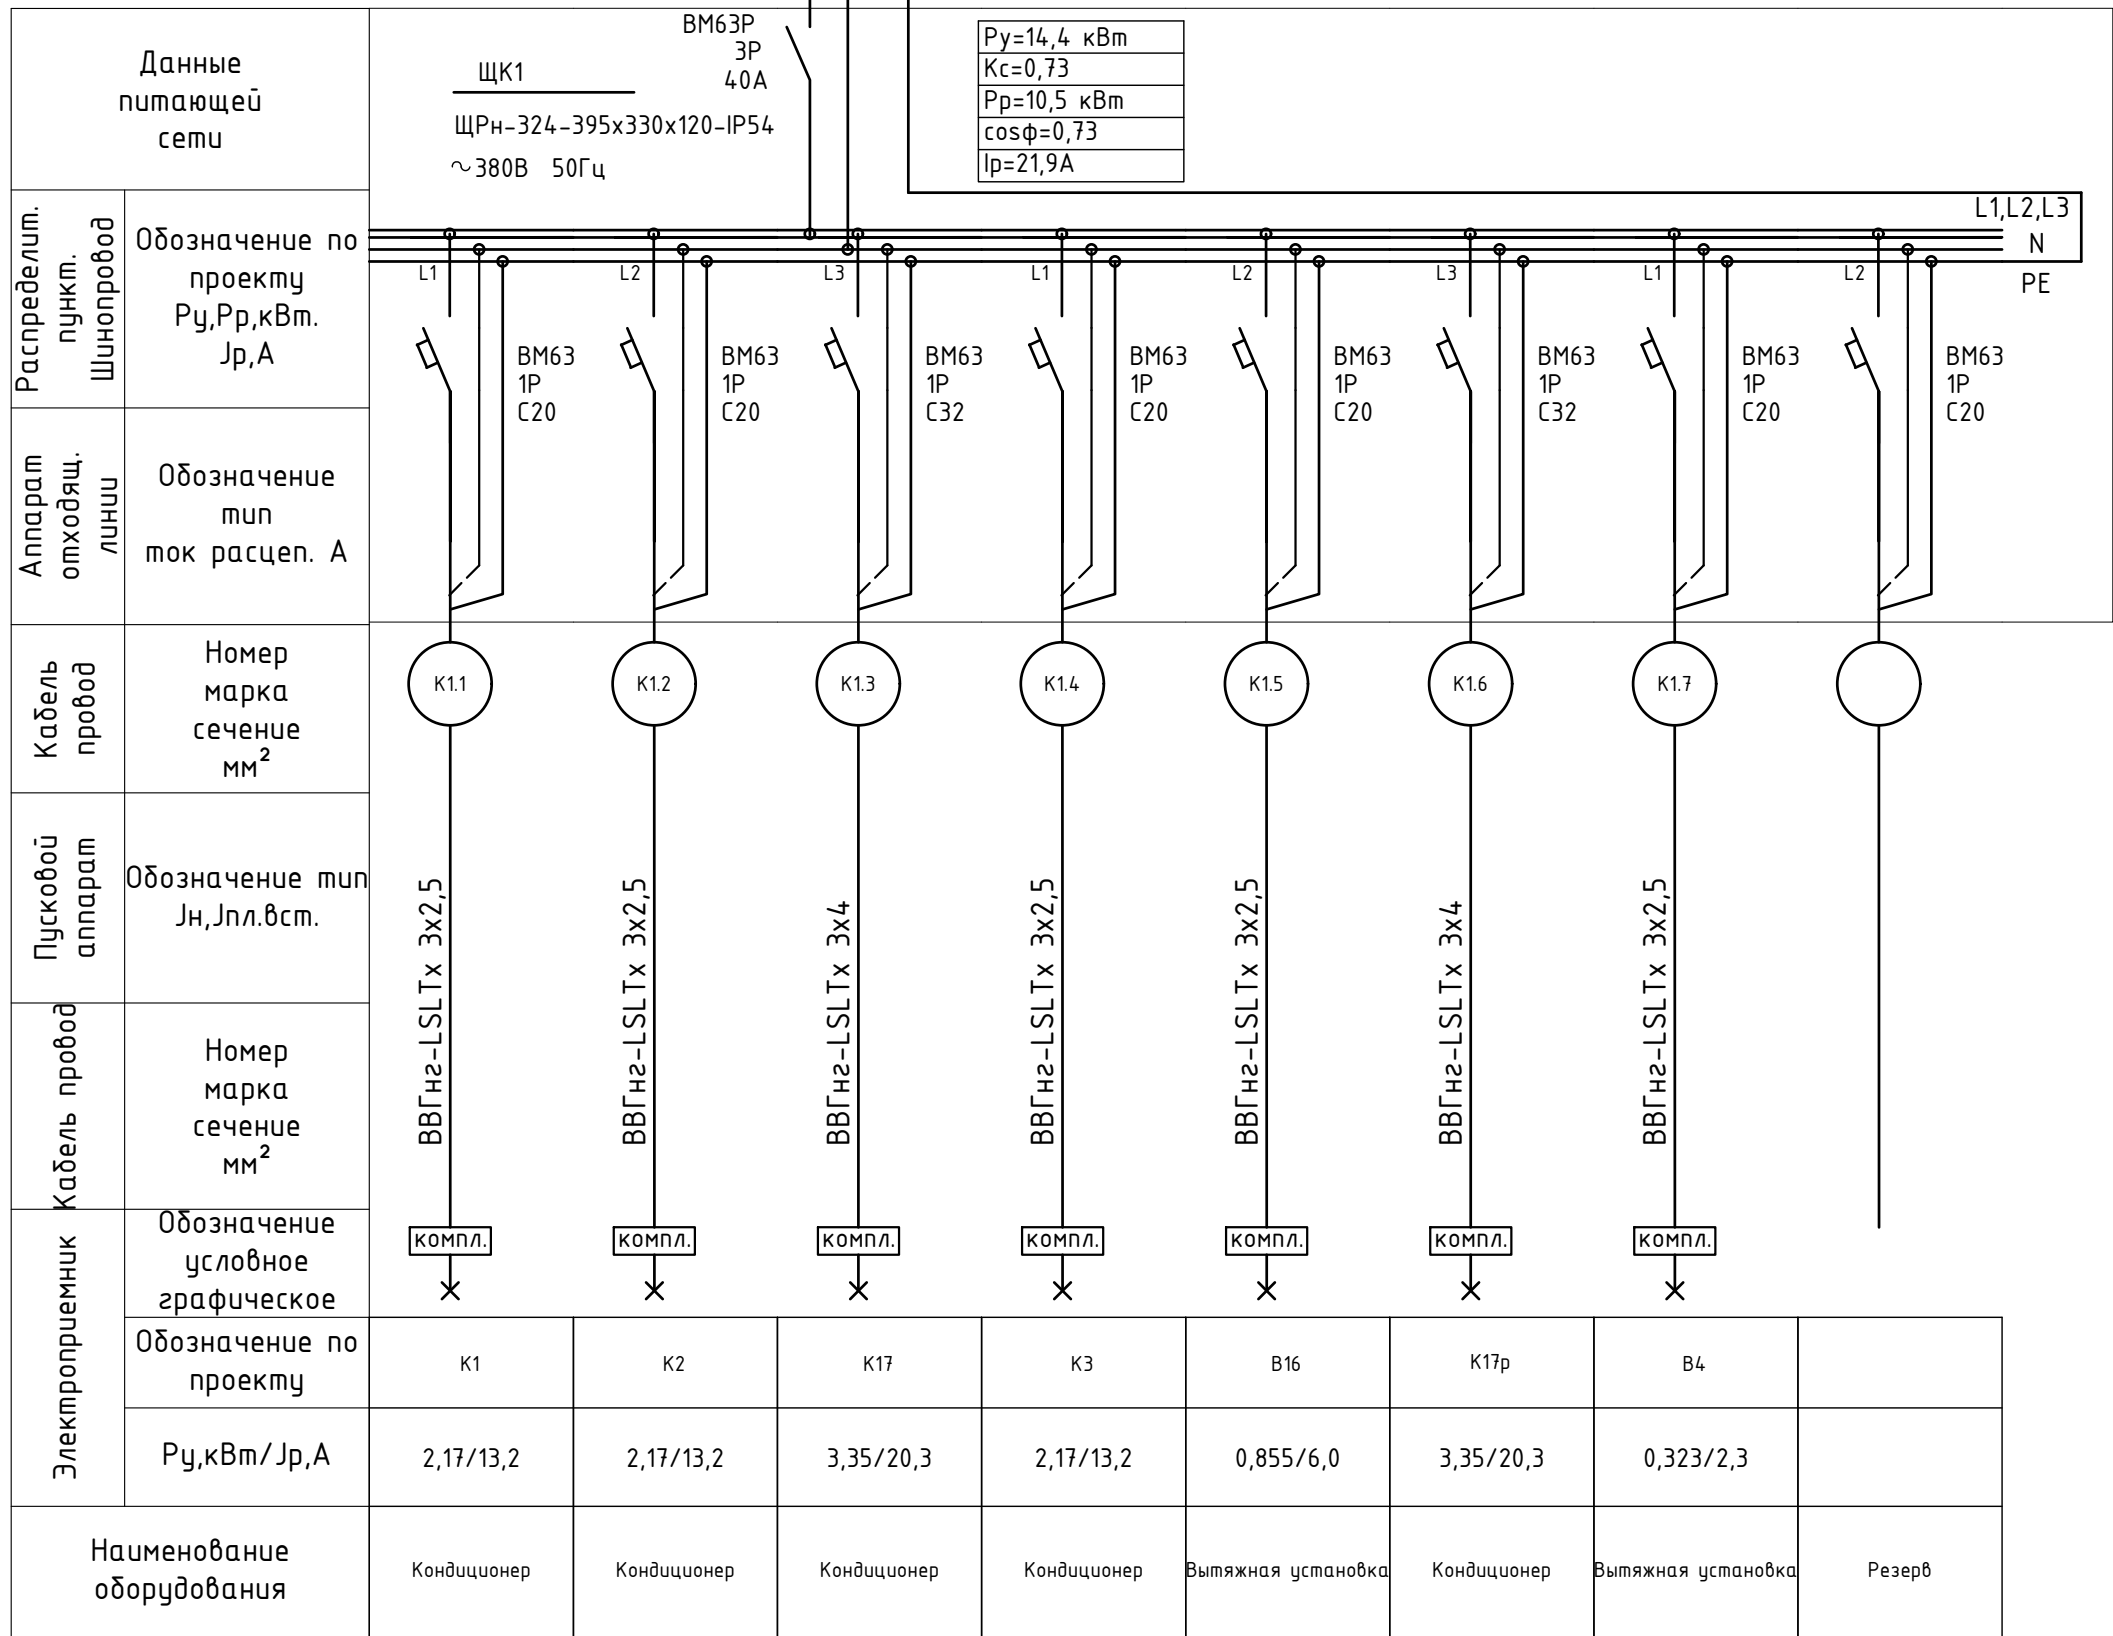 Данные
питающей
сети
ЩК1
ЩРн-324-395х330х120-IP54
~380В 50Гц
ВМ63Р
3Р
40А
Ру=14,4 кВт
Кс=0,73
Рр=10,5 кВт
cosφ=0,73
Iр=21,9А
Распределит.
пункт.
Шинопровод
Обозначение по
проекту
Ру,Рр,кВт.
Jр,А
L1,L2,L3
N
PE
L1
L2
L3
L1
L2
L3
L1
L2
ВМ63
1Р
С20
ВМ63
1Р
С20
ВМ63
1Р
С32
ВМ63
1Р
С20
ВМ63
1Р
С20
ВМ63
1Р
С32
ВМ63
1Р
С20
ВМ63
1Р
С20
Аппарат
отходящ.
линии
Обозначение
тип
ток расцеп. А
Кабель
провод
Номер
марка
сечение
мм²
К1.1
К1.2
К1.3
К1.4
К1.5
К1.6
К1.7
Пусковой
аппарат
Обозначение тип
Jн,Jпл.вст.
Кабель провод
Номер
марка
сечение
мм²
ВВГнг-LSLTx 3х2,5
ВВГнг-LSLTx 3х2,5
ВВГнг-LSLTx 3х4
ВВГнг-LSLTx 3х2,5
ВВГнг-LSLTx 3х2,5
ВВГнг-LSLTx 3х4
ВВГнг-LSLTx 3х2,5
Электроприемник
Обозначение
условное
графическое
компл.
компл.
компл.
компл.
компл.
компл.
компл.
Обозначение по
проекту
К1
К2
К17
К3
В16
К17р
В4
Ру,кВт/Jр,А
2,17/13,2
2,17/13,2
3,35/20,3
2,17/13,2
0,855/6,0
3,35/20,3
0,323/2,3
Наименование
оборудования
Кондиционер
Кондиционер
Кондиционер
Кондиционер
Вытяжная установка
Кондиционер
Вытяжная установка
Резерв